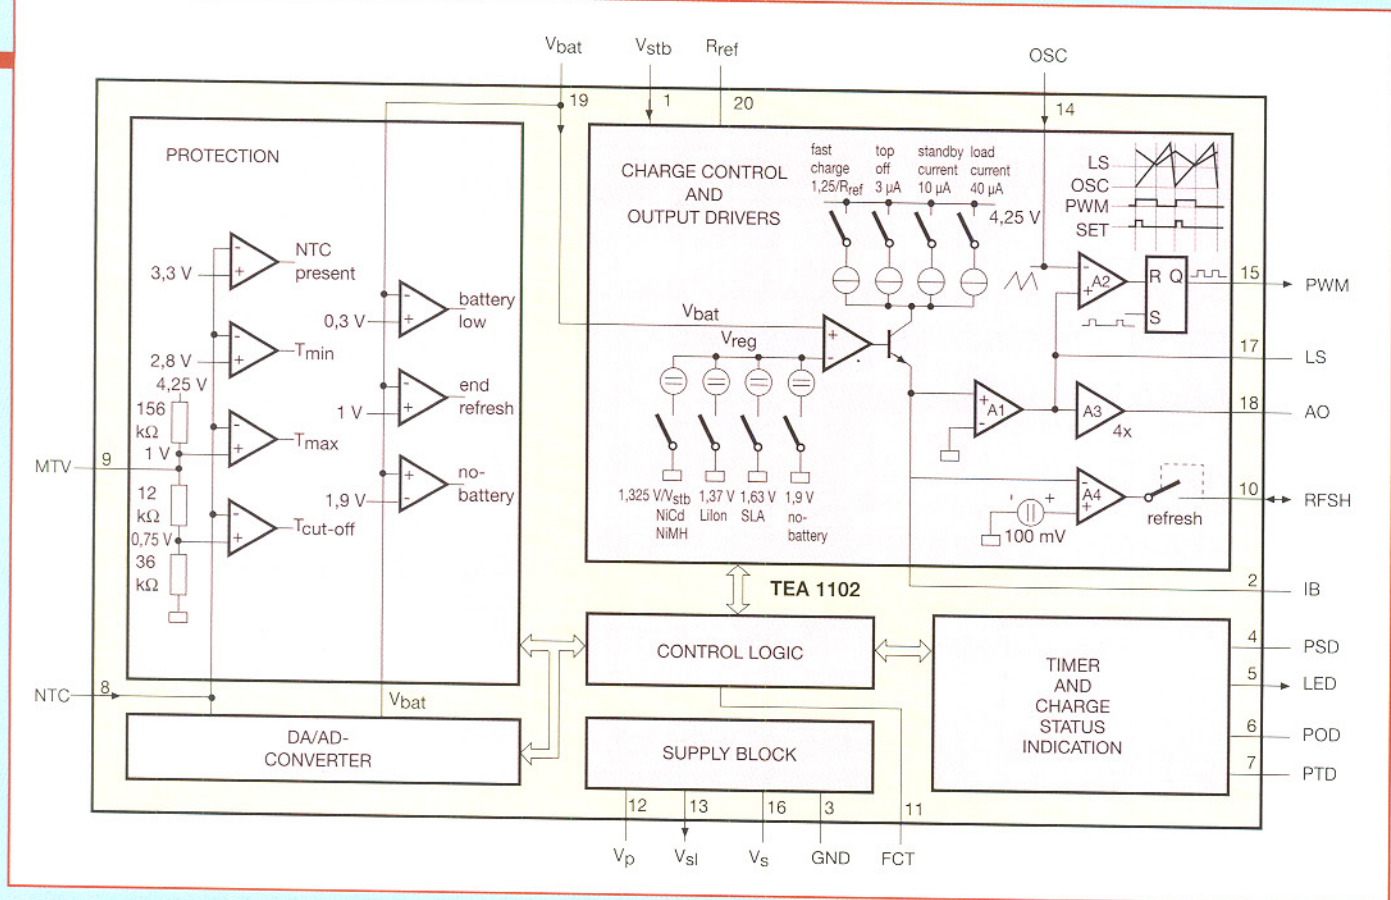 Vbat
Vstb
Rref
OSC
19
1
20
14
PROTECTION
3,3 V
-
+
NTC
present
2,8 V
-
+
Tmin
4,25 V
156
kΩ
1 V
-
+
Tmax
MTV
9
12
kΩ
0,75 V
-
+
Tcut-off
36
kΩ
0,3 V
-
+
battery
low
1 V
-
+
end
refresh
1,9 V
+
-
no-
battery
NTC
8
Vbat
DA/AD-
CONVERTER
CHARGE CONTROL
AND
OUTPUT DRIVERS
fast
charge
1,25/Rref
top
off
3 µA
standby
current
10 µA
load
current
40 µA
4,25 V
LS
OSC
PWM
SET
Vbat
Vreg
+
-
1,325 V/Vstb
NiCd
NiMH
1,37 V
LiIon
1,63 V
SLA
1,9 V
no-
battery
-
+
A2
R
Q
S
15
PWM
17
LS
+
-
A1
A3
4x
18
AO
-
+
A4
+
100 mV
refresh
10
RFSH
2
IB
TEA 1102
CONTROL LOGIC
SUPPLY BLOCK
TIMER
AND
CHARGE
STATUS
INDICATION
4
PSD
5
LED
6
POD
7
PTD
12
13
16
3
11
Vp
Vsl
Vs
GND
FCT